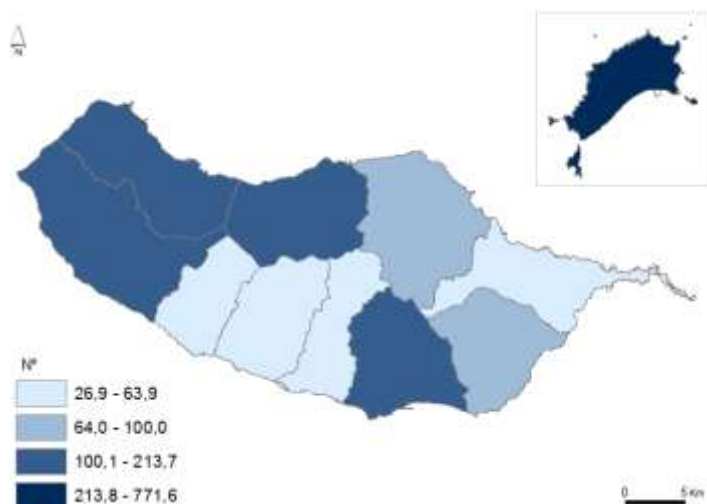 N
Nº
26,9 - 63,9
64,0 - 100,0
100,1 - 213,7
213,8 - 771,6
0 5 Km